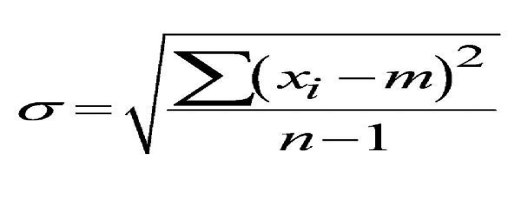 σ = √(∑(xᵢ − m)² / (n − 1))